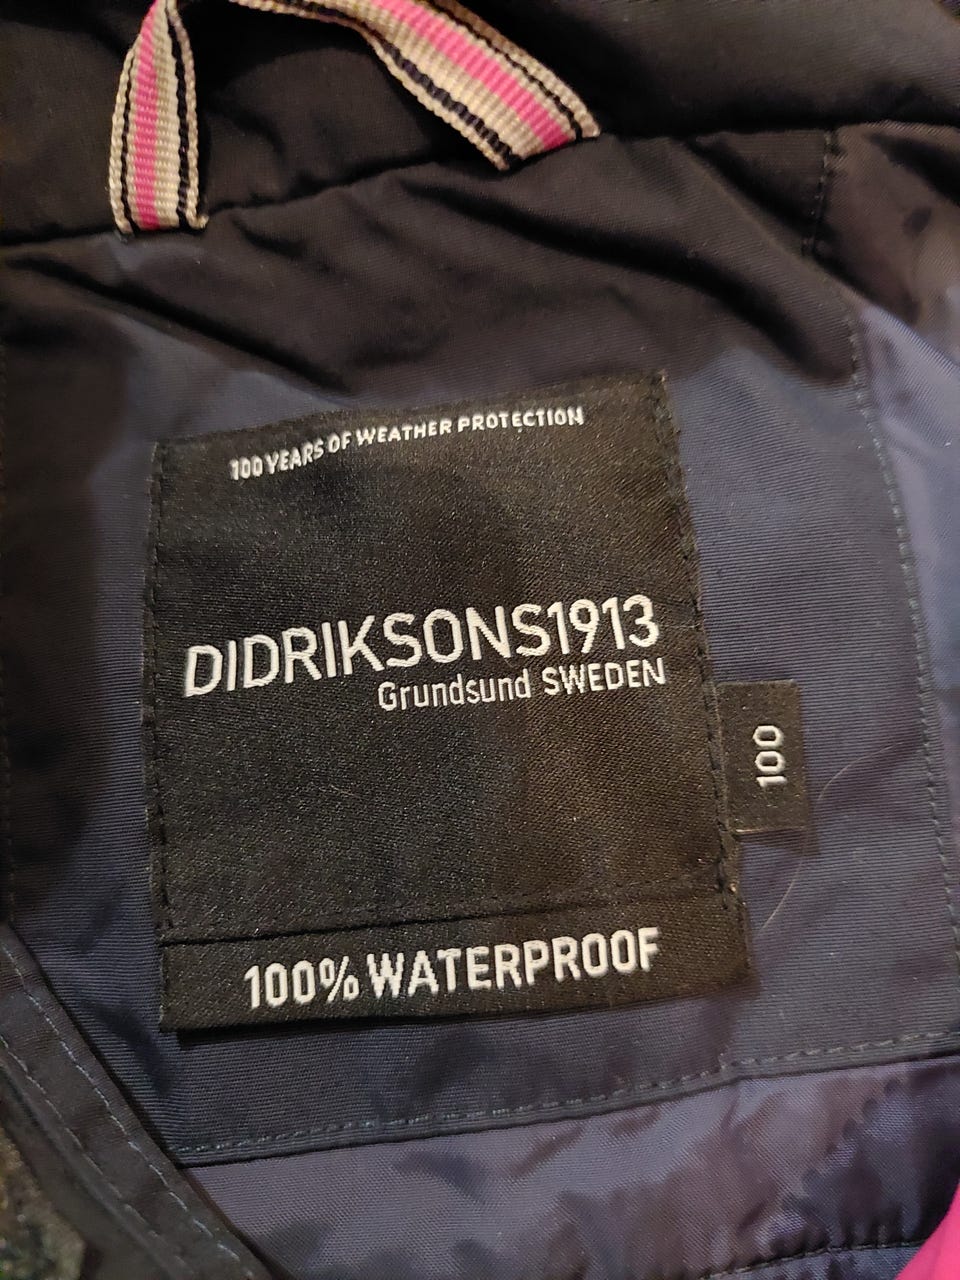 100 YEARS OF WEATHER PROTECTION
DIDRIKSONS1913
Grundsund SWEDEN
100
100% WATERPROOF